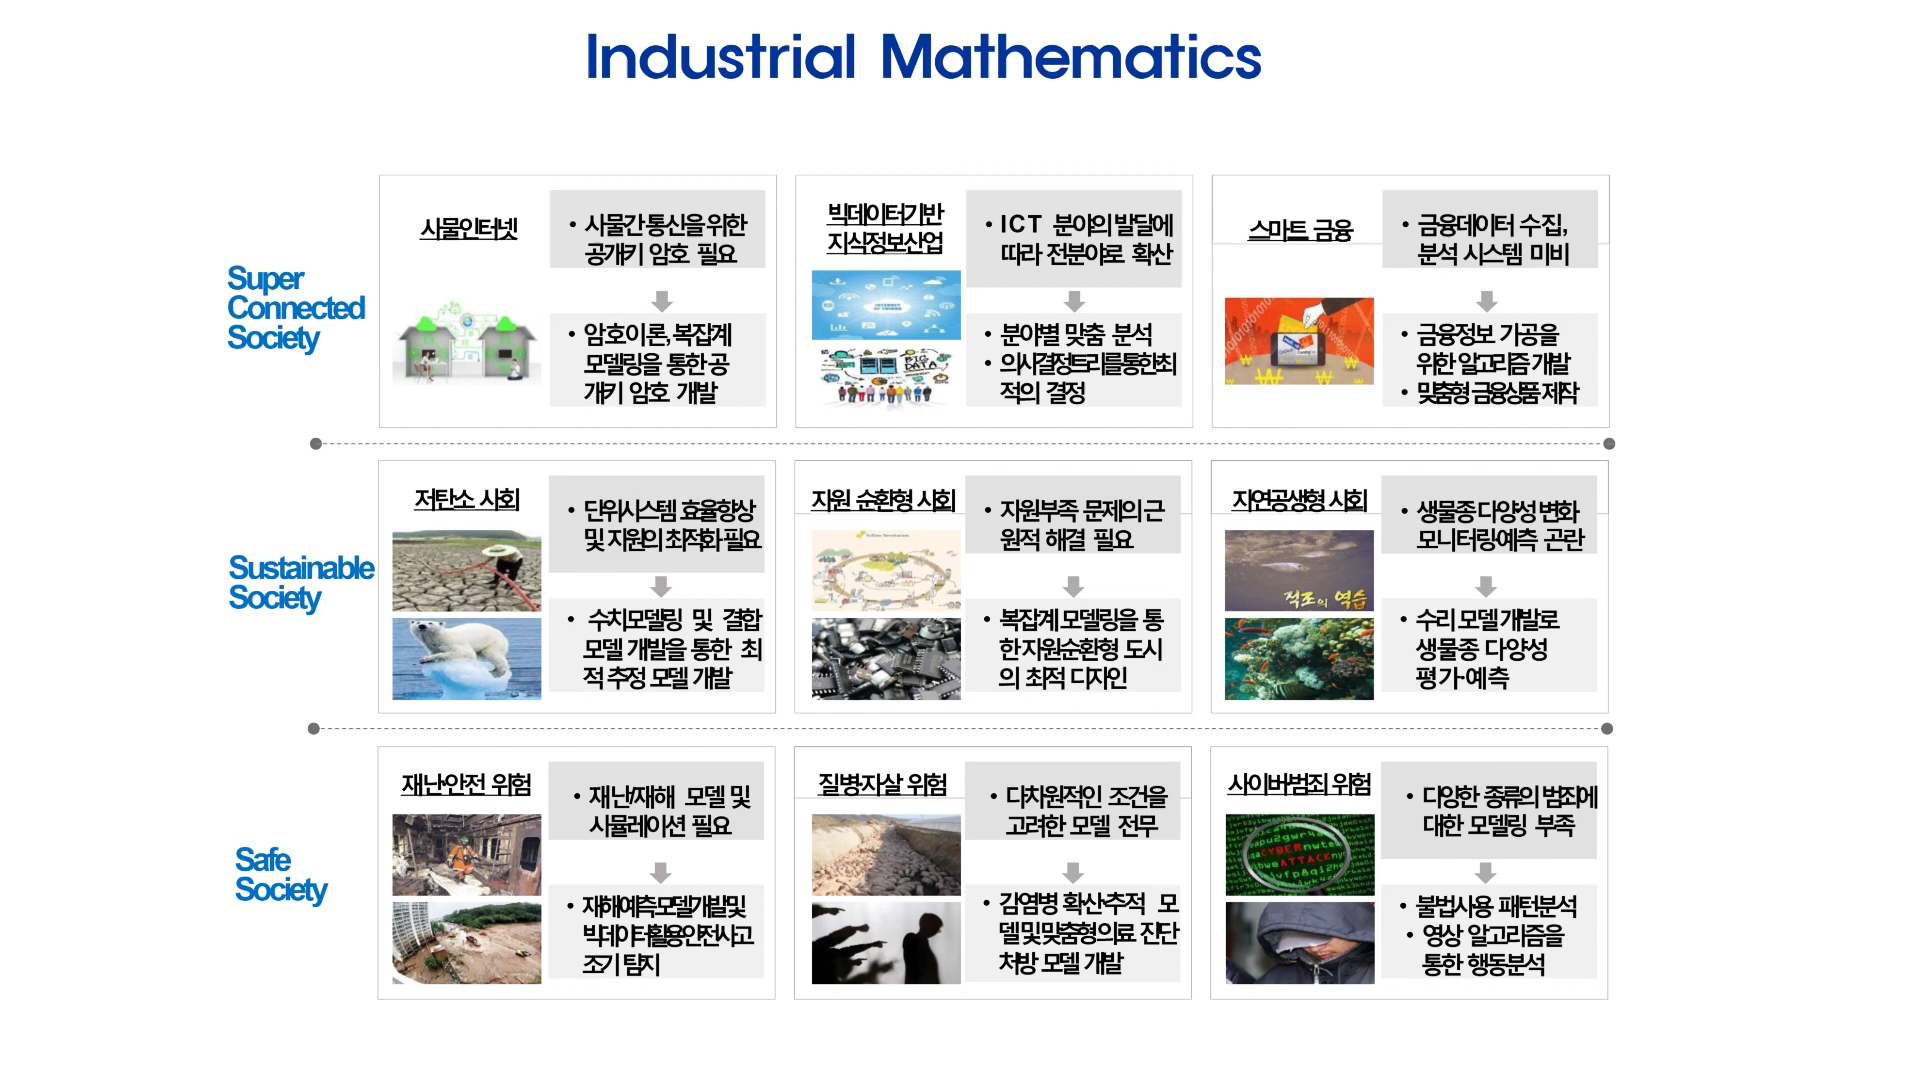 Industrial Mathematics
Super
Connected
Society
사물인터넷
• 사물간 통신을 위한
공개키 암호 필요
• 암호이론, 복잡계
모델링을 통한 공
개키 암호 개발
빅데이터기반
지식정보산업
• ICT 분야의 발달에
따라 전분야로 확산
• 분야별 맞춤 분석
• 의사결정트리를통한최
적의 결정
BIG
DATA
스마트 금융
• 금융데이터 수집,
분석 시스템 미비
• 금융정보 가공을
위한 알고리즘 개발
• 맞춤형 금융상품 제작
Sustainable
Society
저탄소 사회
• 단위시스템 효율향상
및 지원의 최적화 필요
• 수치모델링 및 결합
모델 개발을 통한 최
적 추정 모델 개발
자원 순환형 사회
• 자원부족 문제의 근
원적 해결 필요
• 복잡계 모델링을 통
한 자원순환형 도시
의 최적 디자인
자연공생형 사회
적조의 역습
• 생물종 다양성 변화
모니터링·예측 곤란
• 수리 모델 개발로
생물종 다양성
평가·예측
Safe
Society
재난·안전 위험
• 재난/재해 모델 및
시뮬레이션 필요
• 재해예측모델개발및
빅데이터활용안전사고
조기 탐지
질병·자살 위험
• 다차원적인 조건을
고려한 모델 전무
• 감염병 확산·추적 모
델 및 맞춤형 의료 진단
처방 모델 개발
사이버·범죄 위험
CYBER
ATTACK
• 다양한 종류의 범죄에
대한 모델링 부족
• 불법사용 패턴분석
• 영상 알고리즘을
통한 행동분석